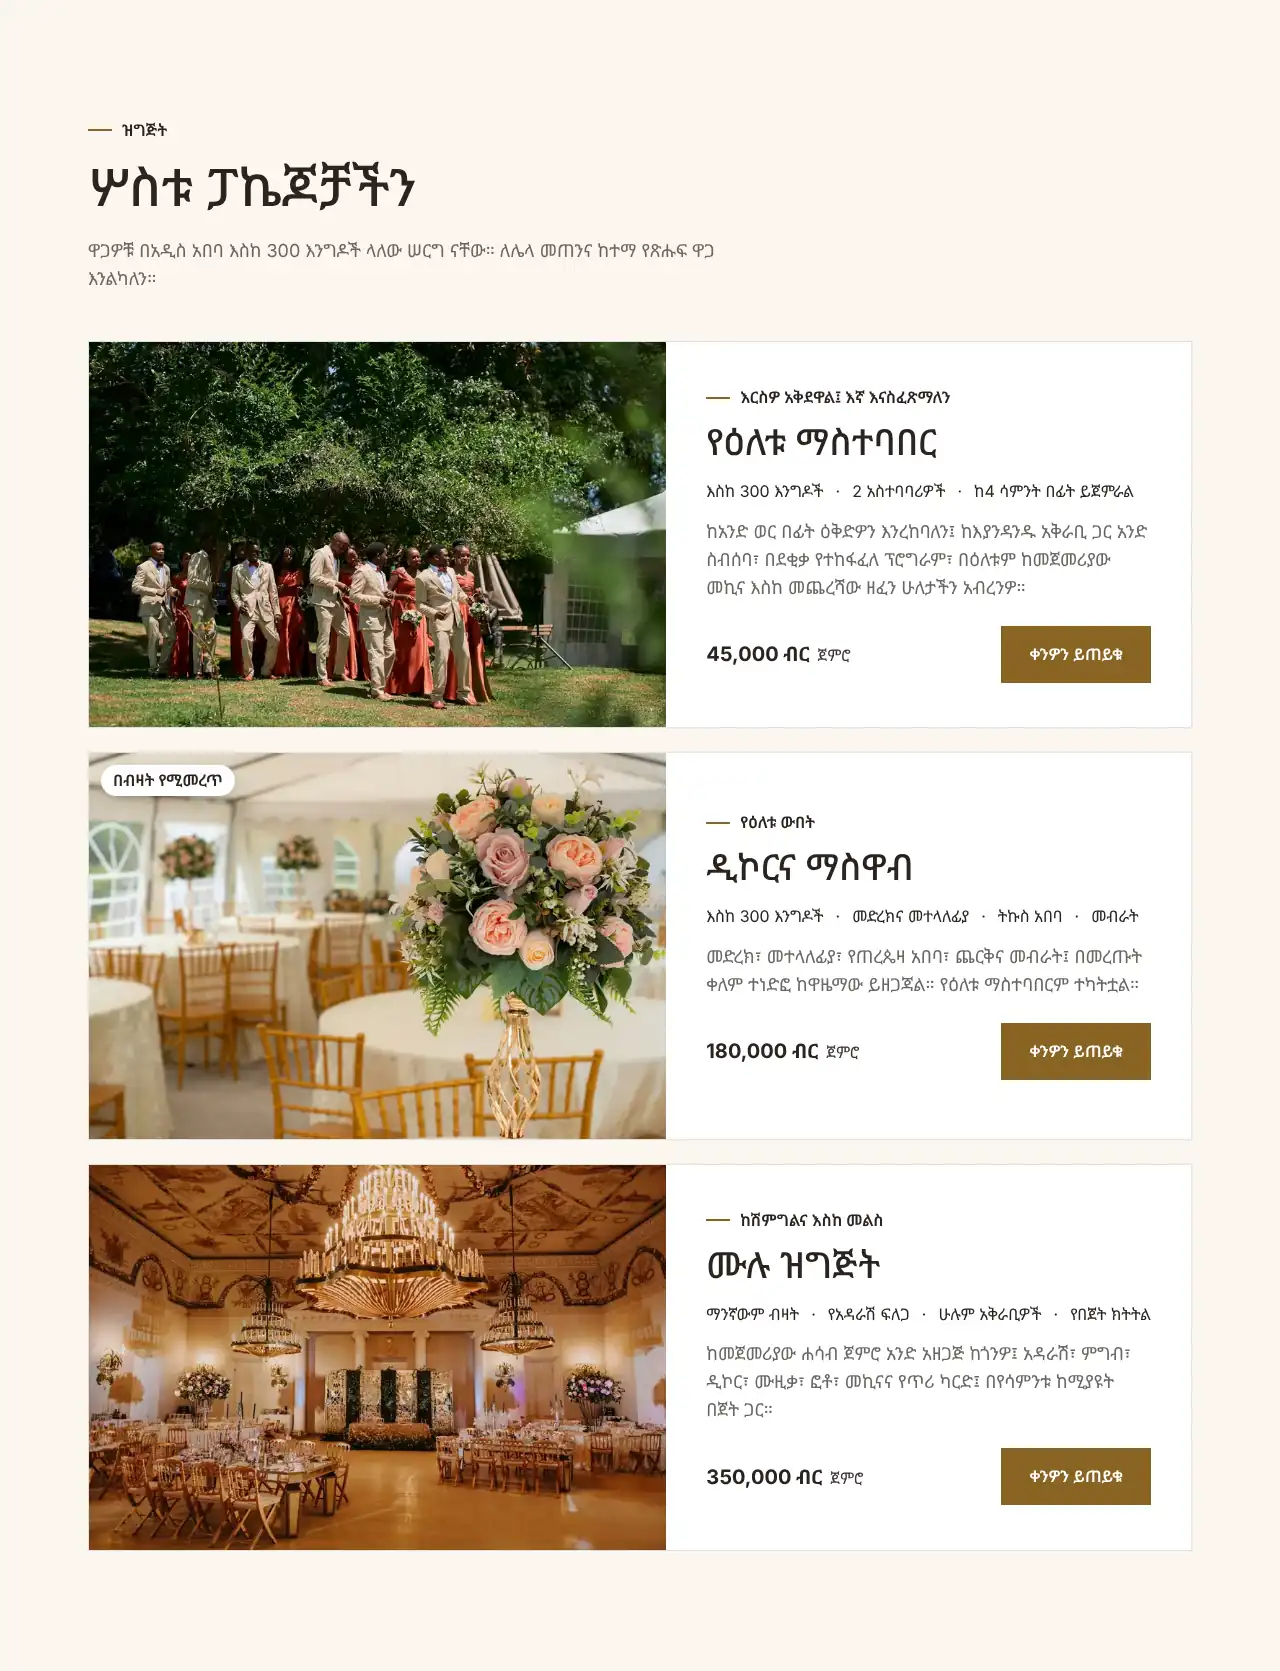 ዝግጅት
ሦስቱ ፓኬጆቻችን
ዋጋዎቹ በአዲስ አበባ እስከ 300 እንግዶች ላለው ሠርግ ናቸው። ለሌላ መጠንና ከተማ የጽሑፍ ዋጋ
እንልካለን።
እርስዎ አቅደዋል፤ እኛ እናስፈጽማለን
የዕለቱ ማስተባበር
እስከ 300 እንግዶች · 2 አስተባባሪዎች · ከ4 ሳምንት በፊት ይጀምራል
ከአንድ ወር በፊት ዕቅድዎን እንረከባለን፤ ከእያንዳንዱ አቅራቢ ጋር አንድ
ስብሰባ፣ በደቂቃ የተከፋፈለ ፕሮግራም፣ በዕለቱም ከመጀመሪያው
መኪና እስከ መጨረሻው ዘፈን ሁለታችን አብረንዎ።
45,000 ብር ጀምሮ
ቀንዎን ይጠይቁ
በብዛት የሚመረጥ
የዕለቱ ውበት
ዲኮርና ማስዋብ
እስከ 300 እንግዶች · መድረክና መተላለፊያ · ትኩስ አበባ · መብራት
መድረክ፣ መተላለፊያ፣ የጠረጴዛ አበባ፣ ጨርቅና መብራት፤ በመረጡት
ቀለም ተነድፎ ከዋዜማው ይዘጋጃል። የዕለቱ ማስተባበርም ተካትቷል።
180,000 ብር ጀምሮ
ቀንዎን ይጠይቁ
ከሽምግልና እስከ መልስ
ሙሉ ዝግጅት
ማንኛውም ብዛት · የአዳራሽ ፍለጋ · ሁሉም አቅራቢዎች · የበጀት ክትትል
ከመጀመሪያው ሐሳብ ጀምሮ አንድ አዘጋጅ ከጎንዎ፤ አዳራሽ፣ ምግብ፣
ዲኮር፣ ሙዚቃ፣ ፎቶ፣ መኪናና የጥሪ ካርድ፤ በየሳምንቱ ከሚያዩት
በጀት ጋር።
350,000 ብር ጀምሮ
ቀንዎን ይጠይቁ